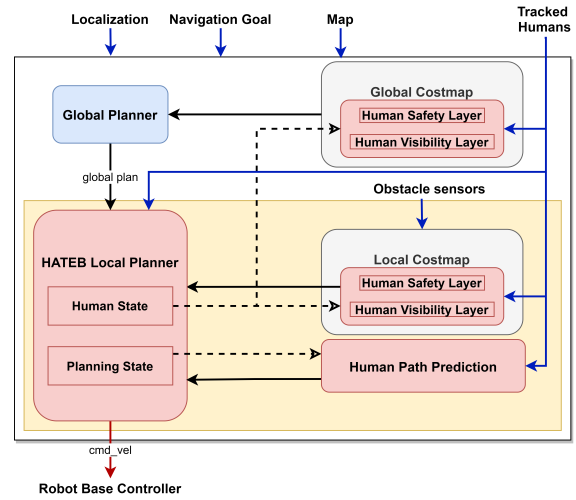 Localization
Navigation Goal
Map
Tracked
Humans
Global Planner
Global Costmap
Human Safety Layer
Human Visibility Layer
global plan
Obstacle sensors
HATEB Local Planner
Human State
Planning State
Local Costmap
Human Safety Layer
Human Visibility Layer
Human Path Prediction
cmd_vel
Robot Base Controller